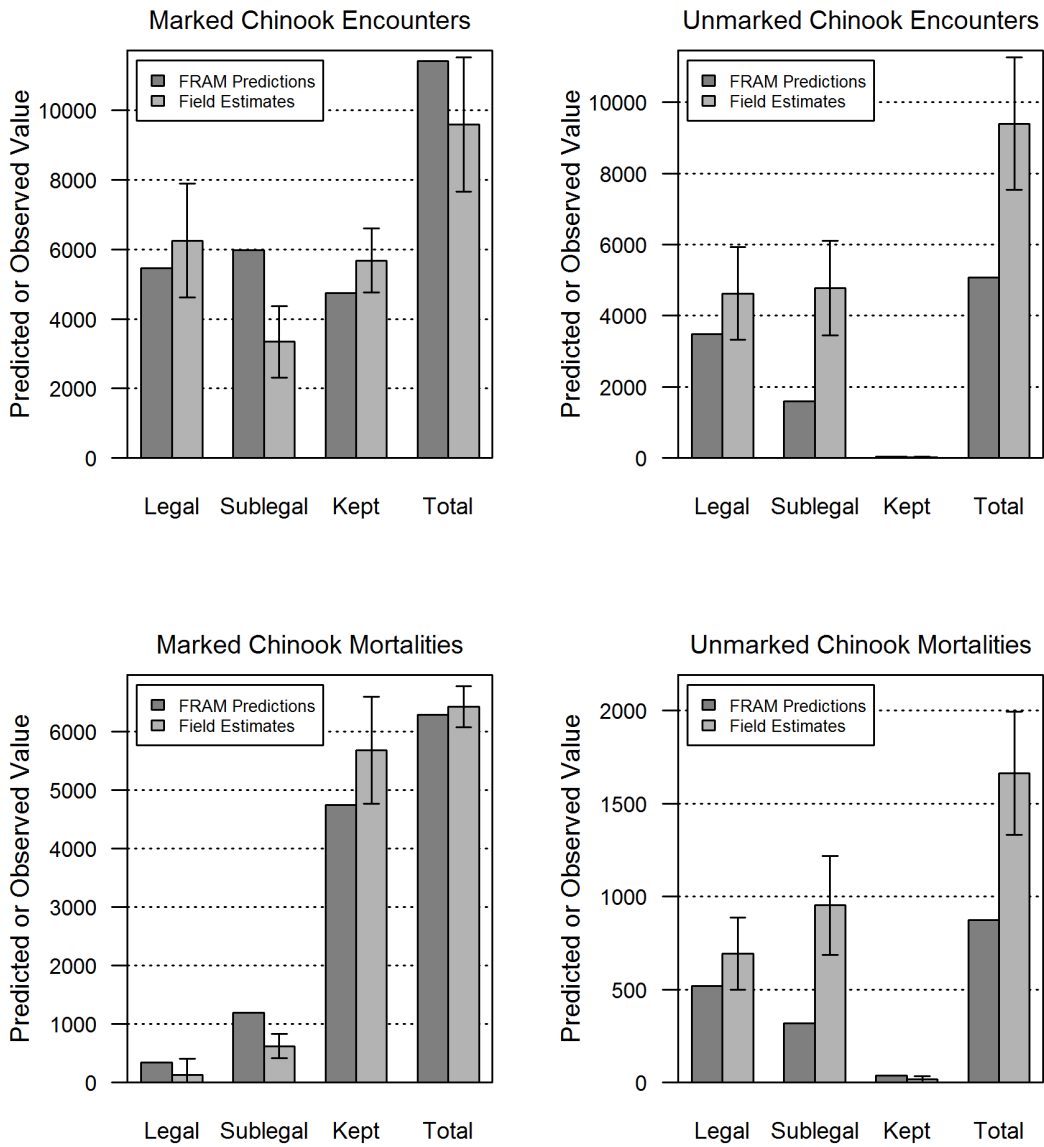 Marked Chinook Encounters
Predicted or Observed Value
10000
8000
6000
4000
2000
0
FRAM Predictions
Field Estimates
Legal Sublegal Kept Total
Unmarked Chinook Encounters
Predicted or Observed Value
10000
8000
6000
4000
2000
0
FRAM Predictions
Field Estimates
Legal Sublegal Kept Total
Marked Chinook Mortalities
Predicted or Observed Value
6000
5000
4000
3000
2000
1000
0
FRAM Predictions
Field Estimates
Legal Sublegal Kept Total
Unmarked Chinook Mortalities
Predicted or Observed Value
2000
1500
1000
500
0
FRAM Predictions
Field Estimates
Legal Sublegal Kept Total